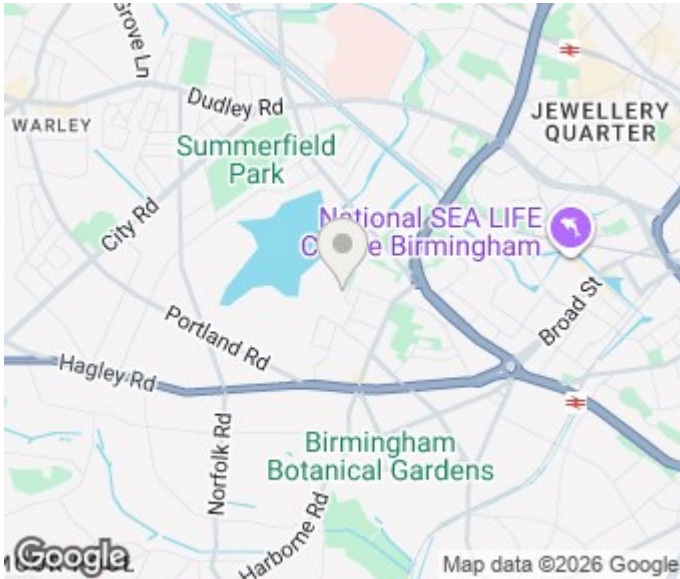 Grove Ln
Dudley Rd
WARLEY
JEWELLERY
QUARTER
Summerfield
Park
City Rd
National SEA LIFE
Birmingham
Broad St
Portland Rd
Hagley Rd
Norfolk Rd
Birmingham
Botanical Gardens
Harborne Rd
Google
Map data ©2026 Google